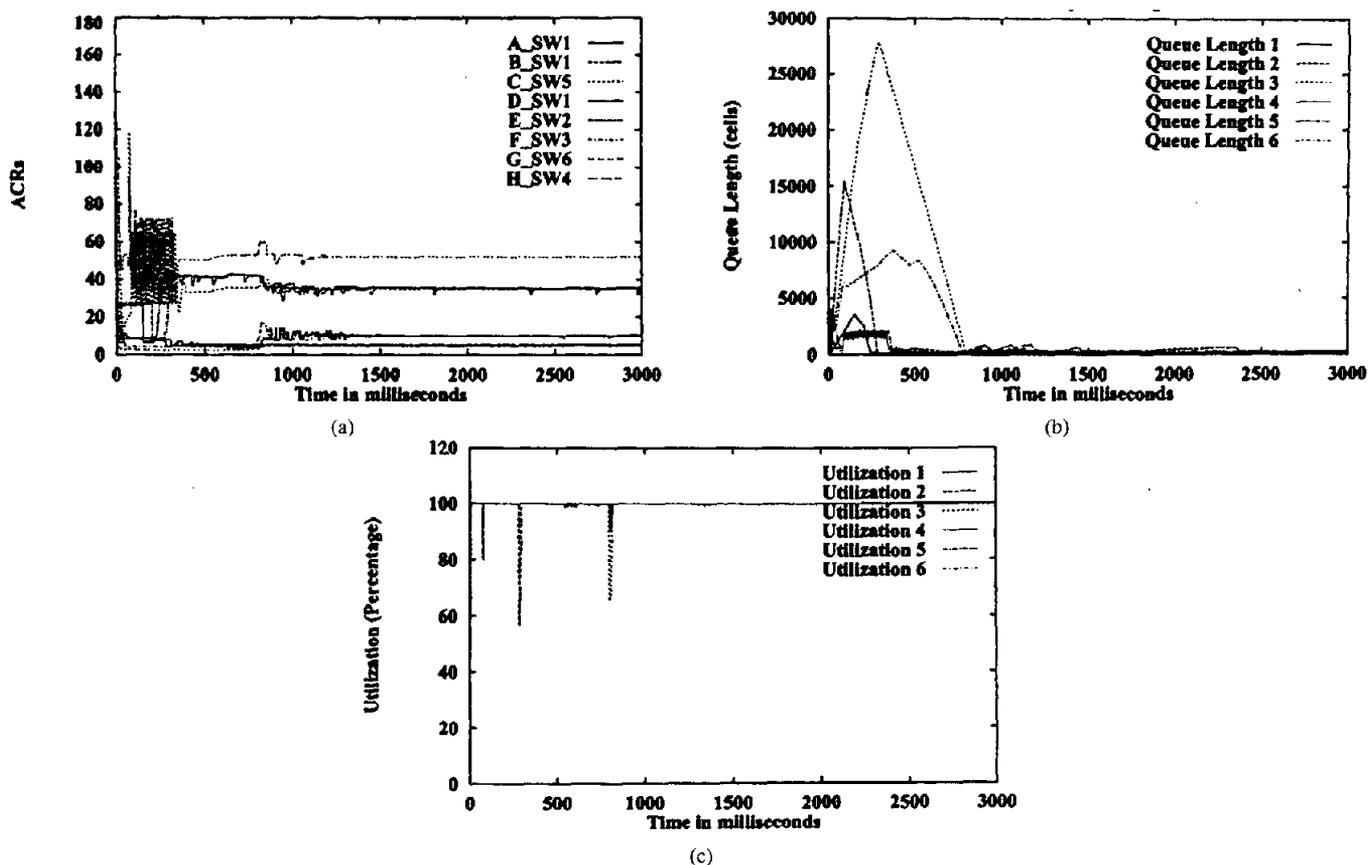 180
160
140
120
100
80
60
40
20
0
ACRs
A_SW1
B_SW1
C_SW5
D_SW1
E_SW2
F_SW3
G_SW6
H_SW4
0 500 1000 1500 2000 2500 3000
Time in milliseconds
(a)
30000
25000
20000
15000
10000
5000
0
Queue Length (cells)
Queue Length 1
Queue Length 2
Queue Length 3
Queue Length 4
Queue Length 5
Queue Length 6
0 500 1000 1500 2000 2500 3000
Time in milliseconds
(b)
120
100
80
60
40
20
0
Utilization (Percentage)
Utilization 1
Utilization 2
Utilization 3
Utilization 4
Utilization 5
Utilization 6
0 500 1000 1500 2000 2500 3000
Time in milliseconds
(c)